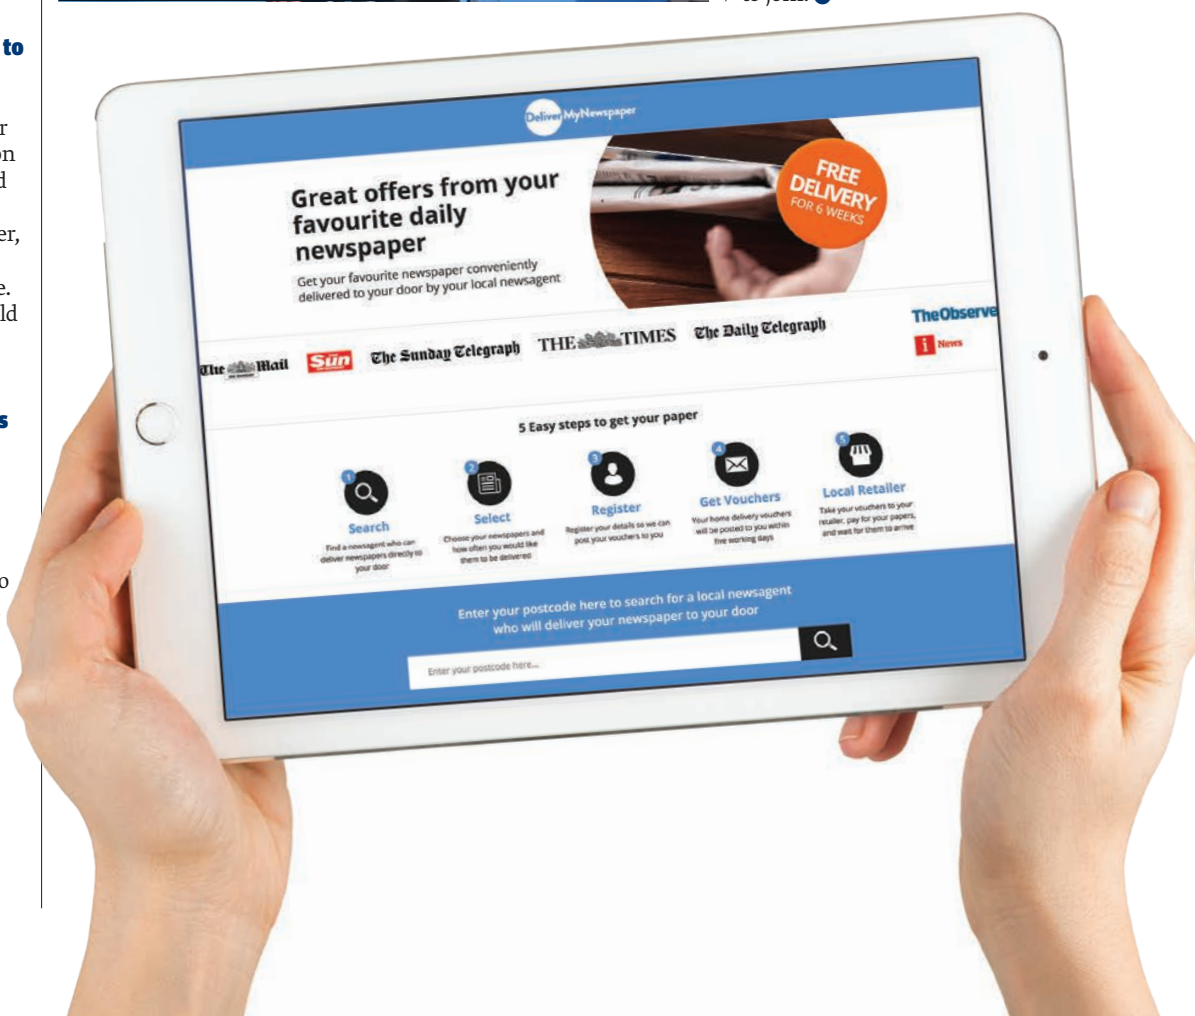 to join.
to
r
on
d
er,
e.
ld
s
o
DeliverMyNewspaper
Great offers from your
favourite daily
newspaper
Get your favourite newspaper conveniently
delivered to your door by your local newsagent
FREE
DELIVERY
FOR 6 WEEKS
The Mail
Sun
The Sunday Telegraph
THE TIMES
The Daily Telegraph
TheObserve
i News
5 Easy steps to get your paper
1
Search
Find a newsagent who can
deliver newspapers directly to
your door
2
Select
Choose your newspapers and
how often you would like
them to be delivered
3
Register
Register your details so we can
post your vouchers to you
4
Get Vouchers
Your home delivery vouchers
will be posted to you within
five working days
5
Local Retailer
Take your vouchers to your
retailer, pay for your papers,
and wait for them to arrive
Enter your postcode here to search for a local newsagent
who will deliver your newspaper to your door
Enter your postcode here...